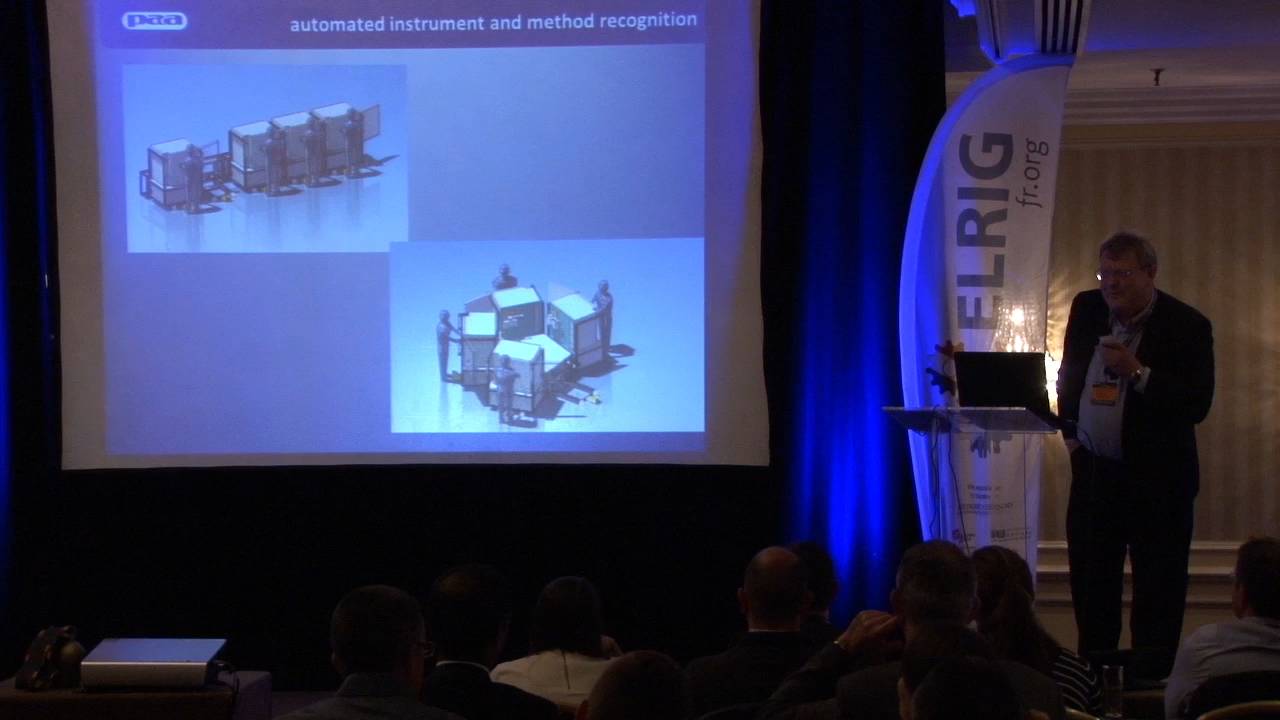 paa
automated instrument and method recognition
ELRIG
fr.org